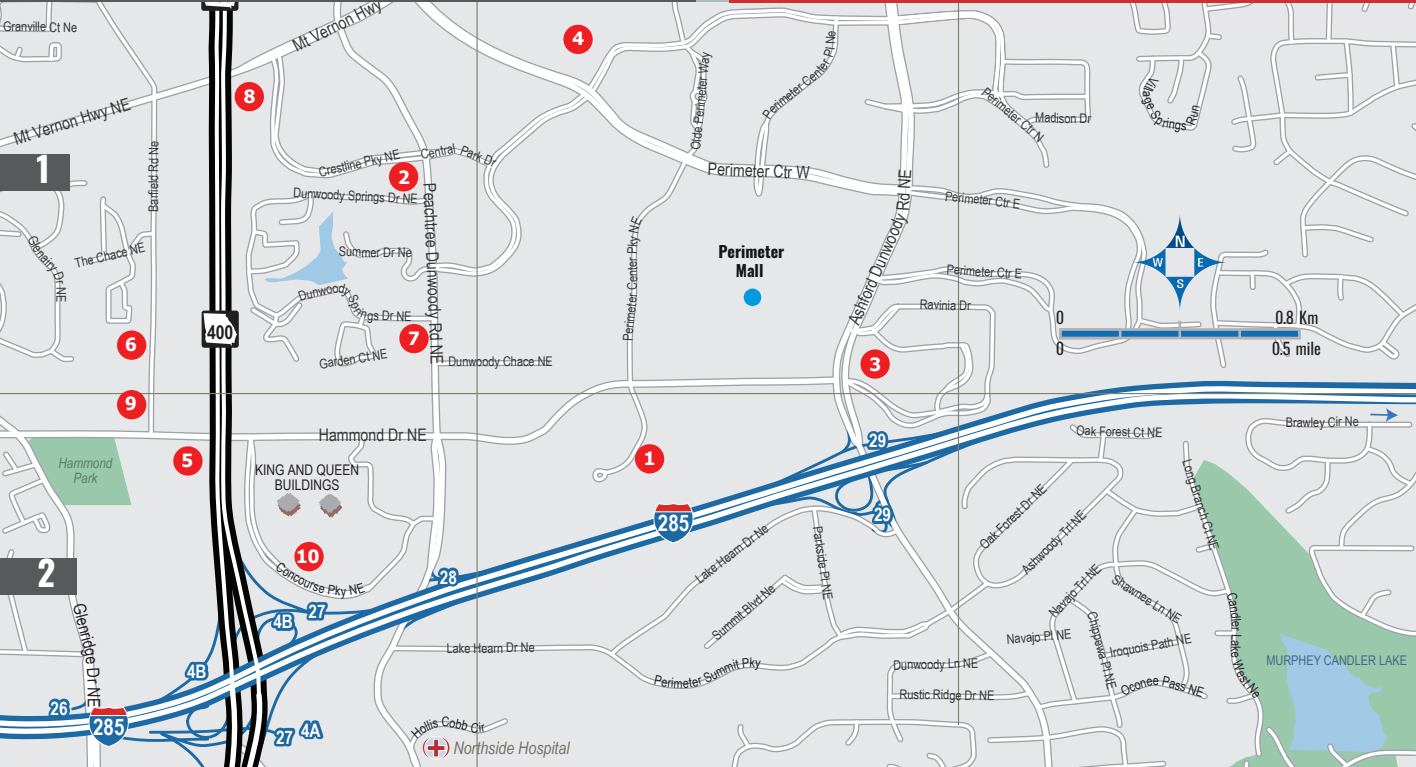 Granville Ct Ne
Mt Vernon Hwy
4
8
Mt Vernon Hwy NE
Olde Perimeter Way
Perimeter Center Pl Ne
Perimeter Ctr N
Madison Dr
Village Springs Run
1
Barfield Rd Ne
Crestline Pky NE
Central Park Dr
2
Perimeter Ctr W
Dunwoody Springs Dr NE
Peachtree Dunwoody Rd NE
Ashford Dunwoody Rd NE
Perimeter Ctr E
Glenairy Dr NE
The Chace NE
Summer Dr Ne
Perimeter Center Pky NE
Perimeter
Mall
N
W
E
S
Perimeter Ctr E
Dunwoody Springs Dr NE
Ravinia Dr
0
0.8 Km
0
0.5 mile
400
6
7
Garden Ct NE
Dunwoody Chace NE
3
9
Hammond Dr NE
29
Oak Forest Ct NE
Brawley Cir Ne
Hammond
Park
5
KING AND QUEEN
BUILDINGS
1
Long Branch Ct NE
285
29
Oak Forest Dr NE
Ashwoody Trl NE
10
Concourse Pky NE
Lake Hearn Dr Ne
Parkside Pl NE
2
28
27
4B
Summit Blvd Ne
Navajo Trl NE
Shawnee Ln NE
Candler Lake West Ne
Glenridge Dr NE
Chippewa Pl NE
Navajo Pl NE
Iroquois Path NE
Lake Hearn Dr Ne
4B
Perimeter Summit Pky
Dunwoody Ln NE
MURPHEY CANDLER LAKE
Oconee Pass NE
Rustic Ridge Dr NE
26
285
27
4A
Hollis Cobb Cir
Northside Hospital